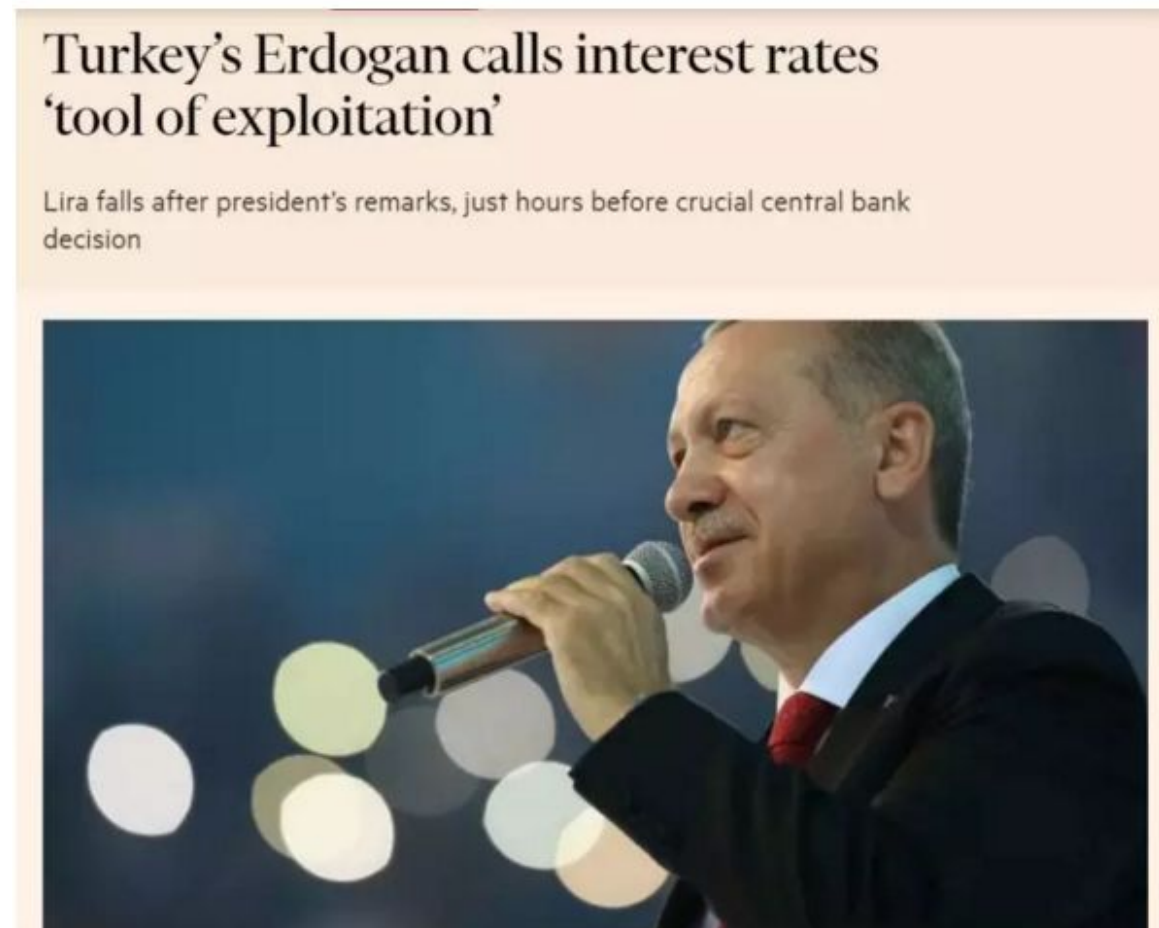 Turkey’s Erdogan calls interest rates
‘tool of exploitation’
Lira falls after president’s remarks, just hours before crucial central bank
decision